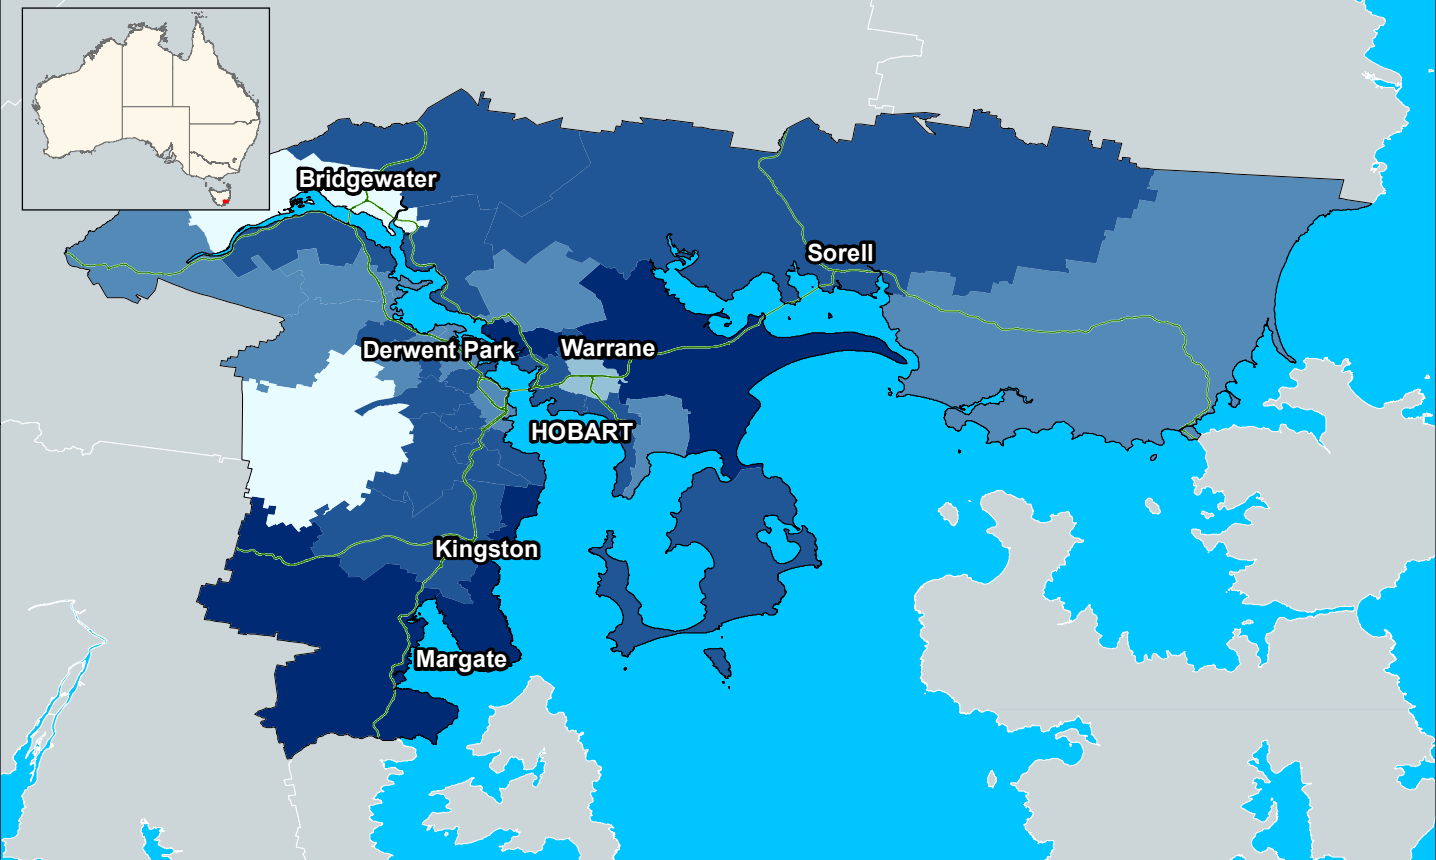 Bridgewater
Sorell
Derwent Park
Warrane
HOBART
Kingston
Margate